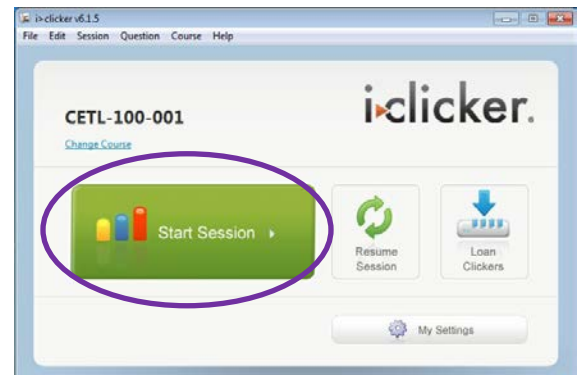 i>clicker v6.1.5
File Edit Session Question Course Help
i▸clicker.
CETL-100-001
Change Course
Start Session
Resume
Session
Loan
Clickers
My Settings